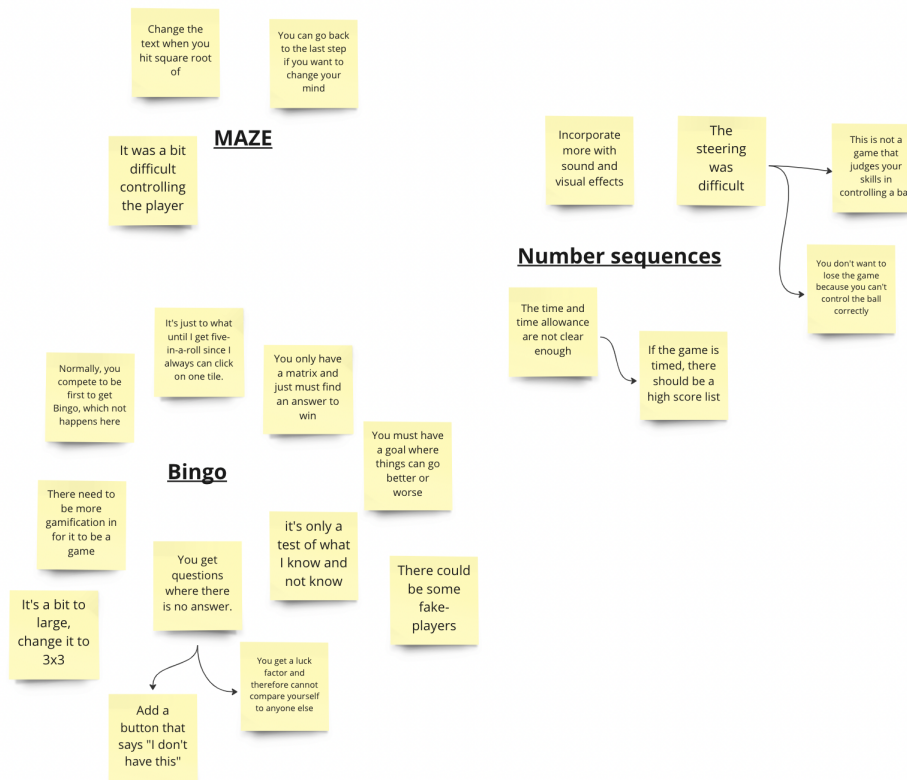 Change the
text when you
hit square root
of
You can go back
to the last step
if you want to
change your
mind
MAZE
It was a bit
difficult
controlling
the player
Incorporate
more with
sound and
visual effects
The
steering
was
difficult
This is not a
game that
judges your
skills in
controlling a ba
You don't want to
lose the game
because you can't
control the ball
correctly
Number sequences
The time and
time allowance
are not clear
enough
If the game is
timed, there
should be a
high score list
It's just to what
until I get five-
in-a-roll since I
always can click
on one tile.
Normally, you
compete to be
first to get
Bingo, which not
happens here
You only have
a matrix and
just must find
an answer to
win
You must have
a goal where
things can go
better or
worse
Bingo
There need to
be more
gamification in
for it to be a
game
You get
questions
where there
is no answer.
it's only a
test of what
I know and
not know
There could
be some
fake-
players
It's a bit to
large,
change it to
3x3
You get a luck
factor and
therefore cannot
compare yourself
to anyone else
Add a
button that
says "I don't
have this"